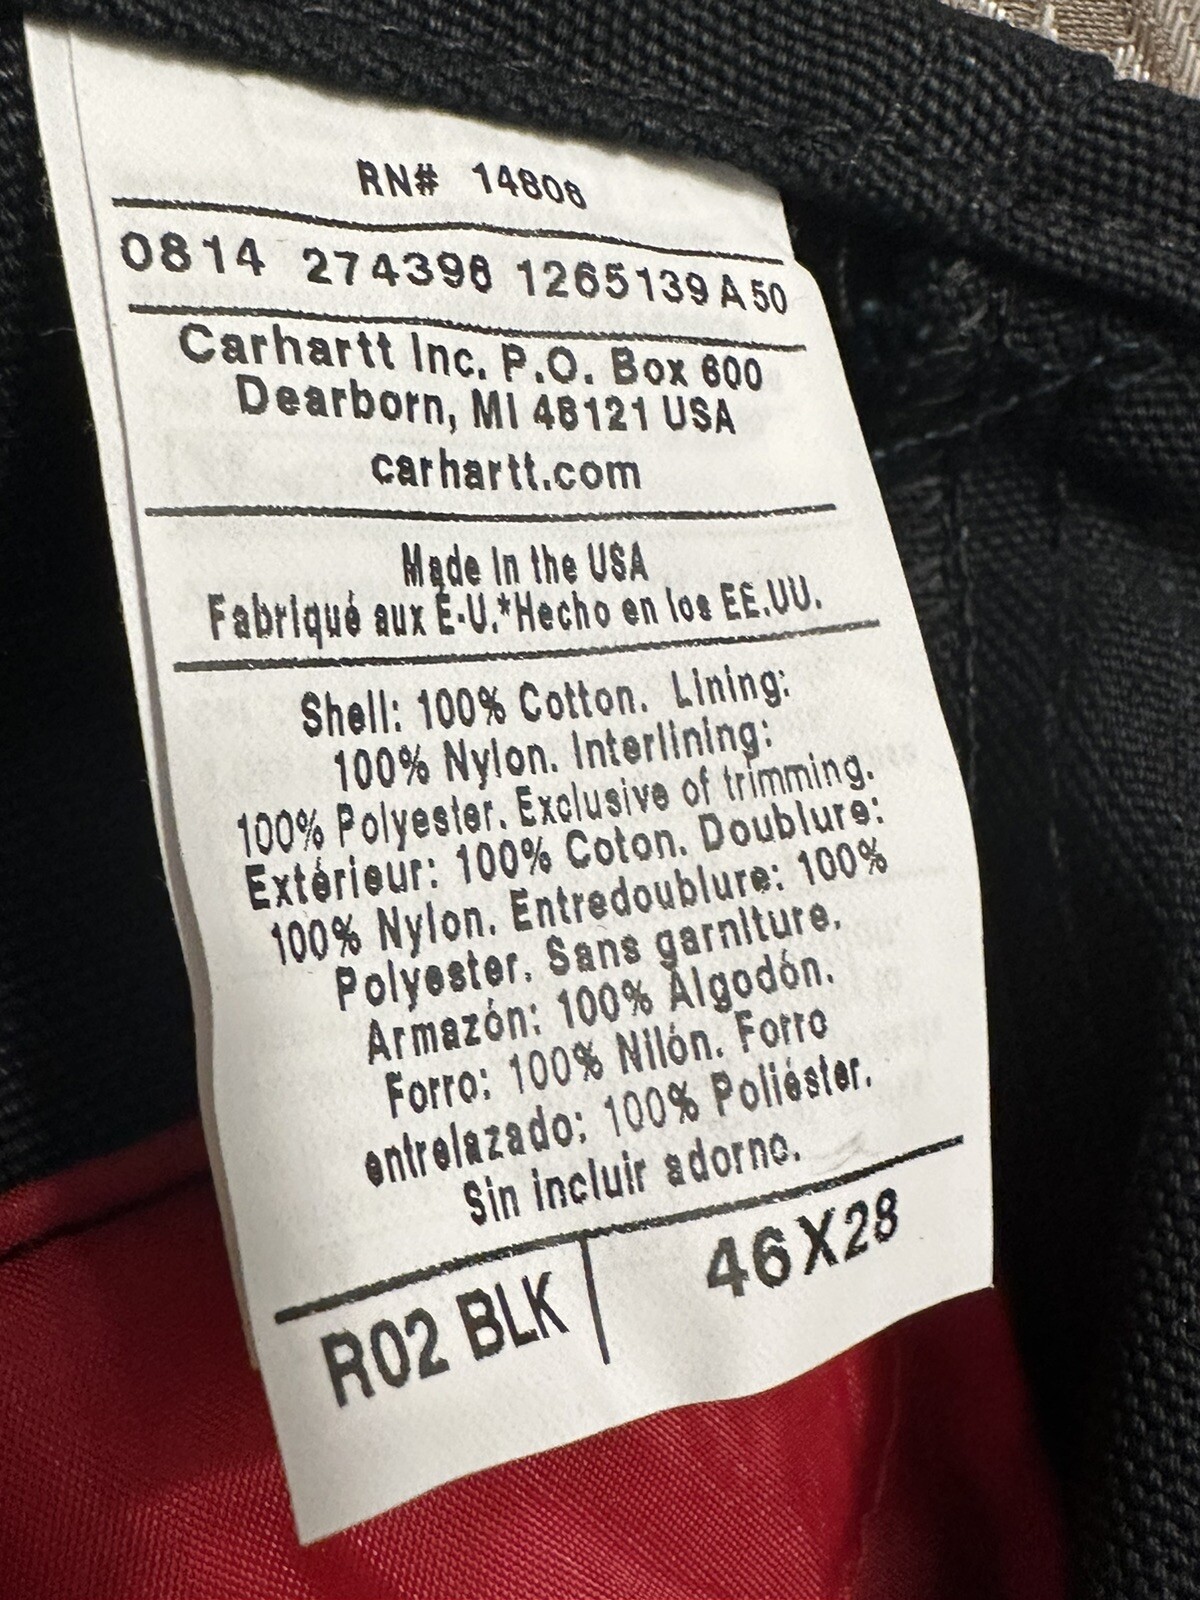 RN# 14806
0814 274396 1265139 A 50
Carhartt Inc. P.O. Box 600
Dearborn, MI 48121 USA
carhartt.com
Made in the USA
Fabriqué aux É-U.*Hecho en los EE.UU.
Shell: 100% Cotton. Lining:
100% Nylon. Interlining:
100% Polyester. Exclusive of trimming.
Extérieur: 100% Coton. Doublure:
100% Nylon. Entredoublure: 100%
Polyester. Sans garniture.
Armazón: 100% Algodón.
Forro: 100% Nilón. Forro
entrelazado: 100% Poliéster.
Sin incluir adorno.
R02 BLK 46X28